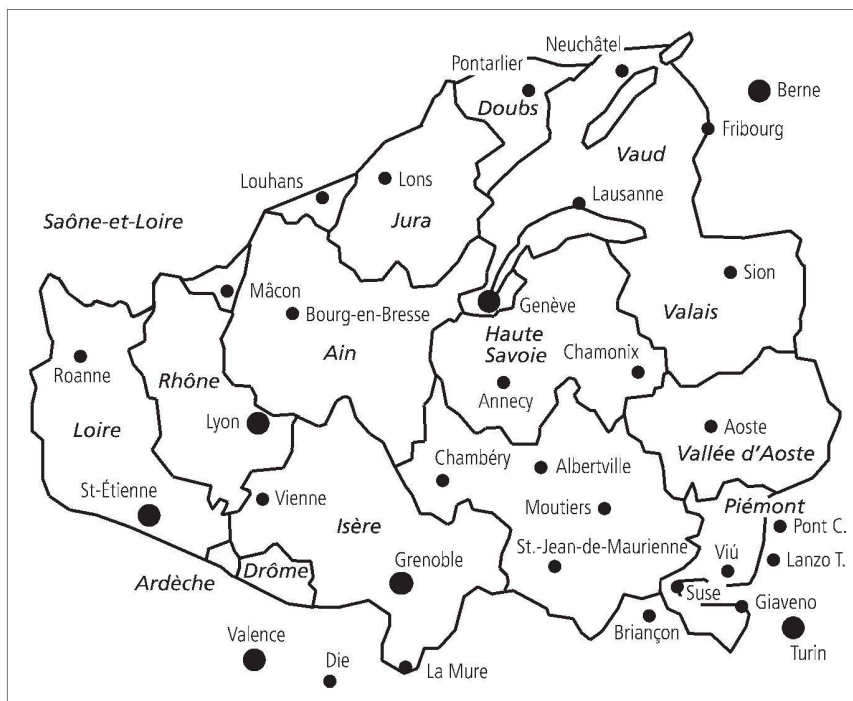 Neuchâtel
Pontarlier
Doubs
Berne
Fribourg
Vaud
Louhans
Lons
Lausanne
Saône-et-Loire
Jura
Sion
Mâcon
Genève
Bourg-en-Bresse
Valais
Haute
Savoie
Ain
Chamonix
Roanne
Rhône
Annecy
Loire
Lyon
Aoste
Vallée d'Aoste
Chambéry
Albertville
St-Étienne
Vienne
Moutiers
Piémont
Isère
Pont C.
St.-Jean-de-Maurienne
Viú
Lanzo T.
Grenoble
Ardèche
Drôme
Suse
Giaveno
Briançon
Valence
Turin
Die
La Mure